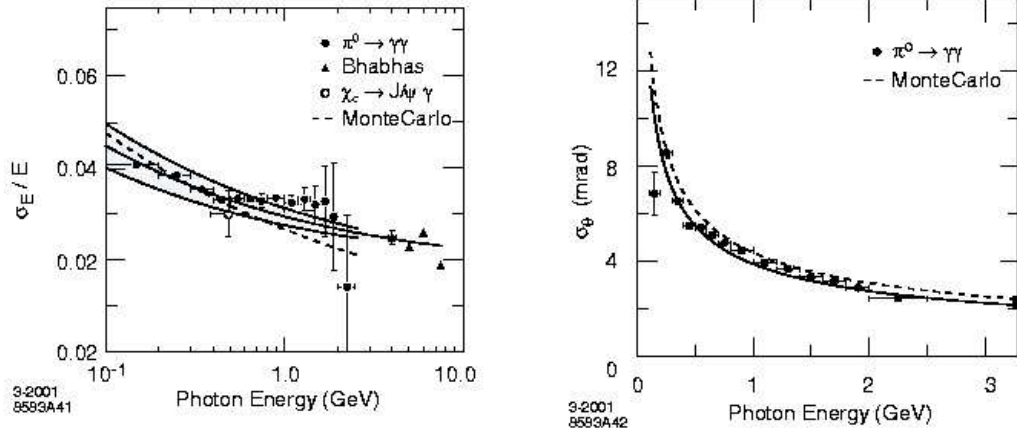 π⁰ → γγ
Bhabhas
χ꜀ → J/ψ γ
MonteCarlo
0.06
0.04
0.02
0.02
σE / E
10⁻¹
1.0
10.0
Photon Energy (GeV)
3-2001
8583A41
π⁰ → γγ
MonteCarlo
12
8
4
0
σθ (mrad)
0
1
2
3
Photon Energy (GeV)
3-2001
8583A42